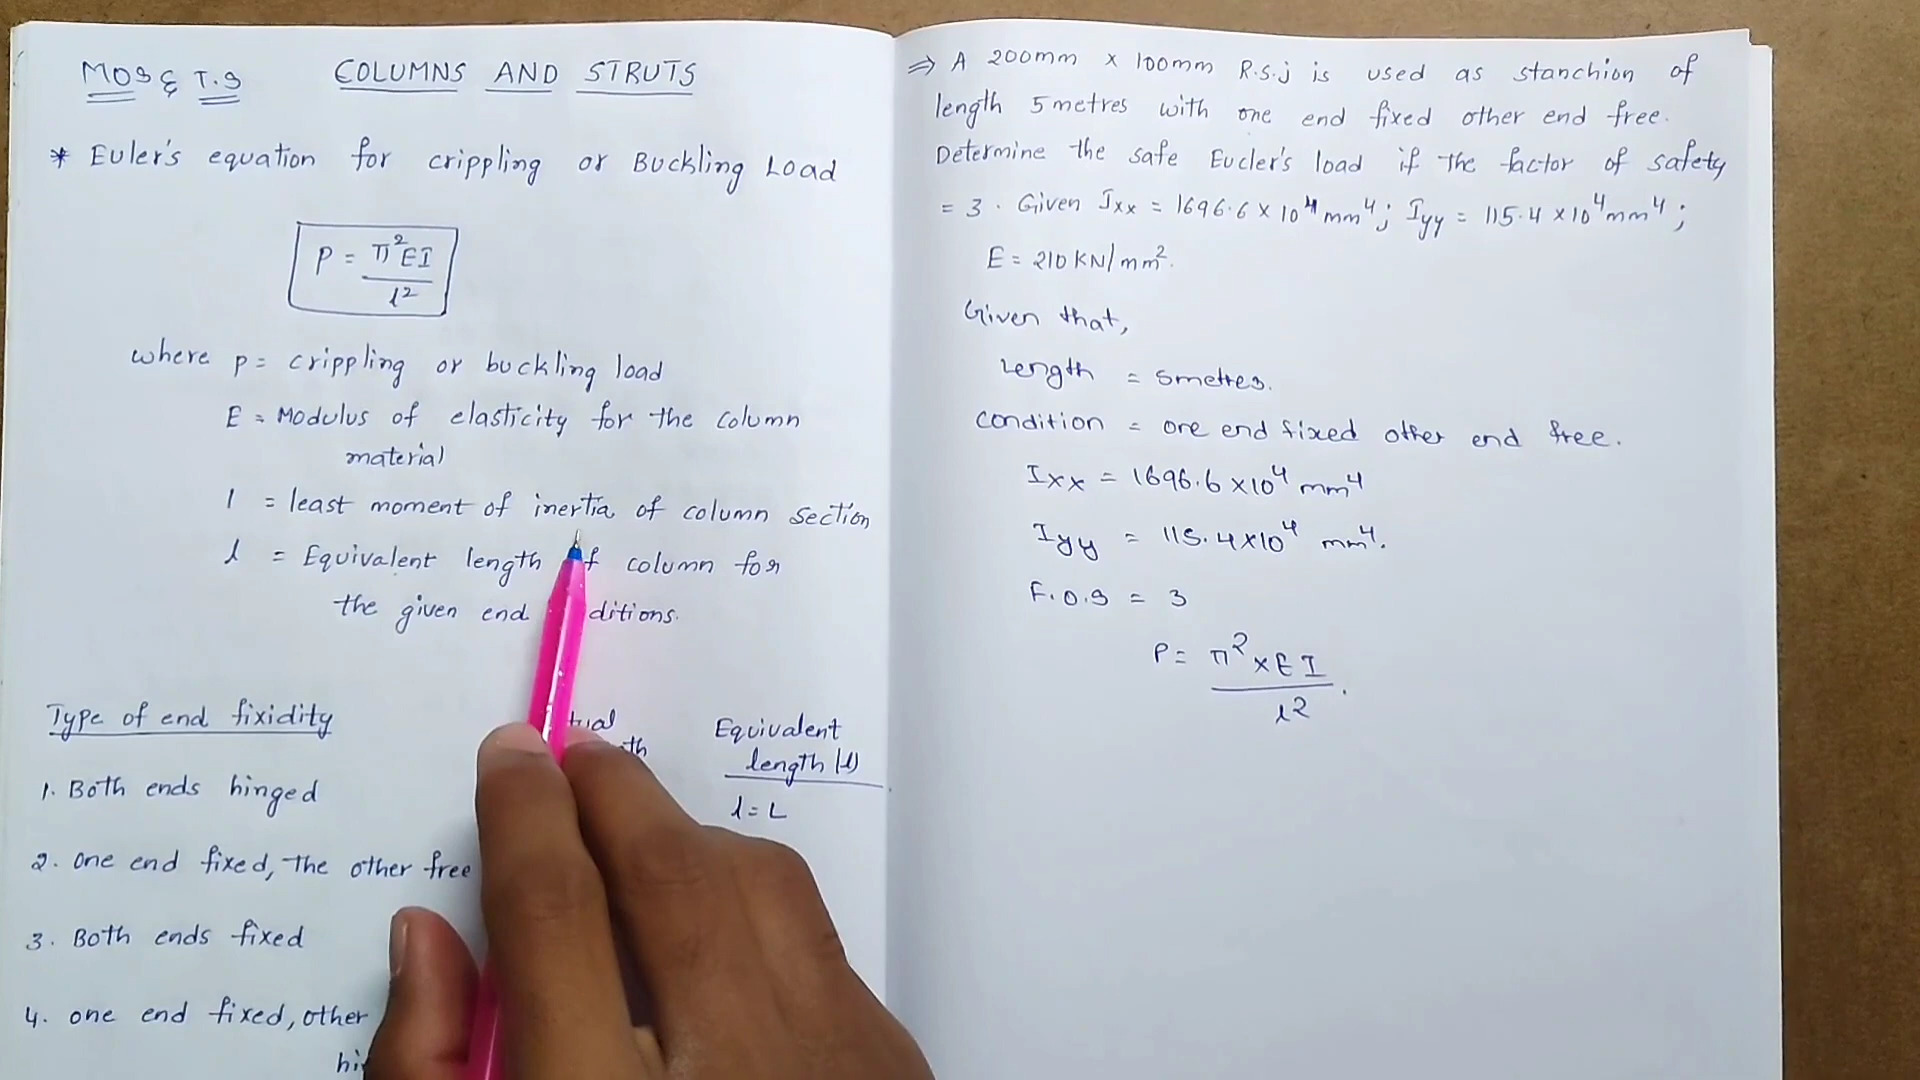 MOS & T.S
COLUMNS AND STRUTS
* Euler's equation for crippling or Buckling Load
P = π²EI
l²
where p = crippling or buckling load
E = Modulus of elasticity for the column
material
I = least moment of inertia of column section
l = Equivalent length of column for
the given end ditions.
Type of end fixidity
Equivalent
length (l)
1. Both ends hinged
l = L
2. one end fixed, the other free
3. Both ends fixed
4. one end fixed, other
⇒ A 200mm x 100mm R.S.j is used as stanchion of
length 5 metres with one end fixed other end free.
Determine the safe Eucler's load if the factor of safety
= 3. Given Ixx = 1696.6 x 10⁴ mm⁴; Iyy = 115.4 x 10⁴ mm⁴;
E = 210 KN/mm².
Given that,
Length = 5metres.
condition = one end fixed other end free.
Ixx = 1696.6 x10⁴ mm⁴
Iyy = 115.4x10⁴ mm⁴.
F.O.S = 3
P = π² x E I
l².